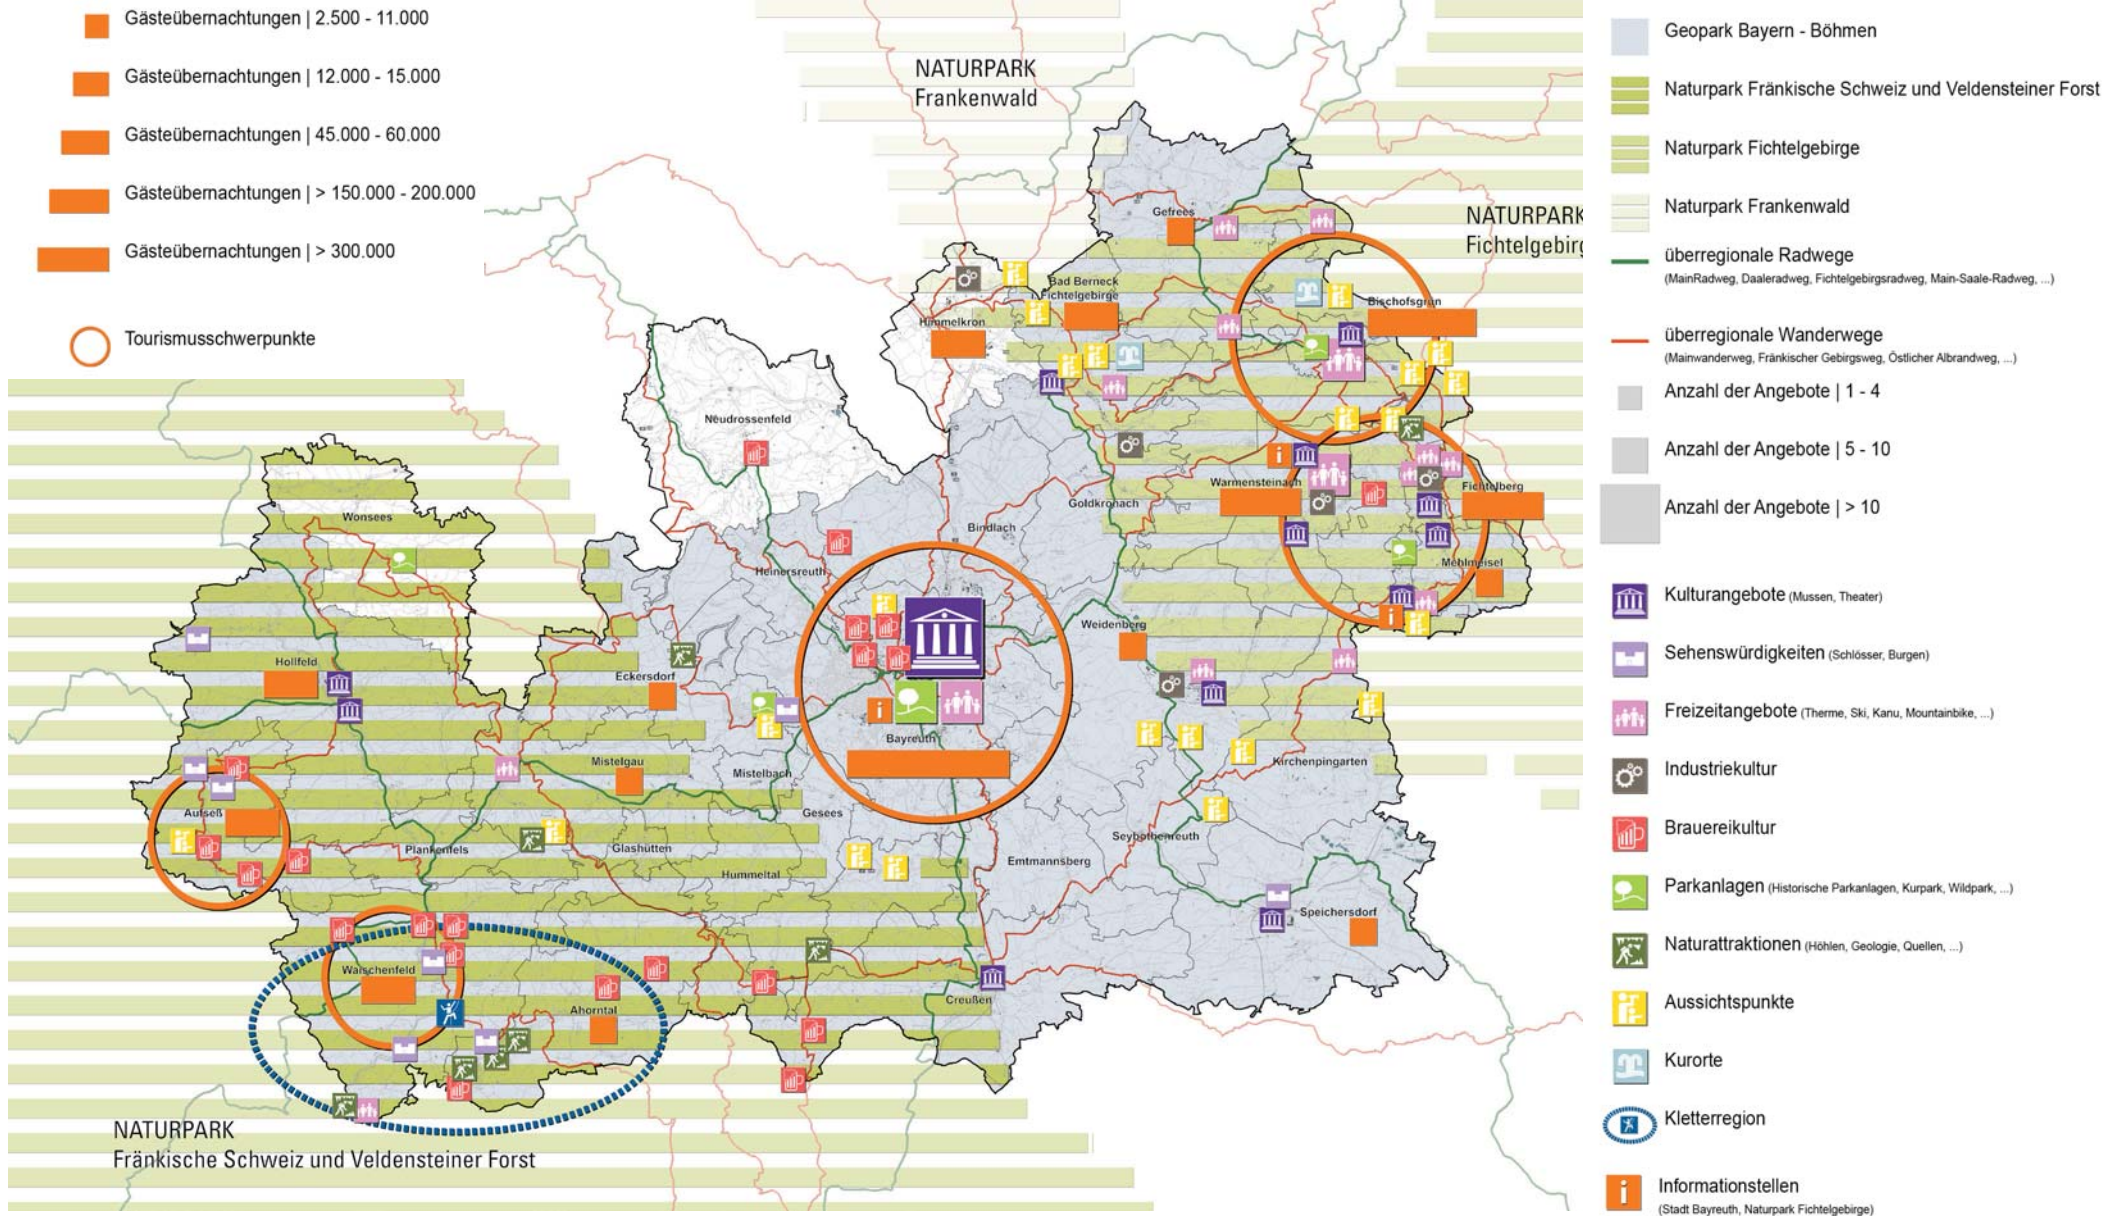 Gästeübernachtungen | 2.500 - 11.000
Gästeübernachtungen | 12.000 - 15.000
Gästeübernachtungen | 45.000 - 60.000
Gästeübernachtungen | > 150.000 - 200.000
Gästeübernachtungen | > 300.000
Tourismusschwerpunkte
NATURPARK
Frankenwald
NATURPARK
Fichtelgebirg
Gefrees
Bad Berneck
i. Fichtelgebirge
Bischofsgrün
Himmelkron
Neudrossenfeld
Warmensteinach
Fichtelberg
Goldkronach
Wonsees
Bindlach
Heinersreuth
Mehlmeisel
Weidenberg
Hollfeld
Eckersdorf
Bayreuth
Mistelgau
Mistelbach
Kirchenpingarten
Aufseß
Gesees
Plankenfels
Glashütten
Seybothenreuth
Emtmannsberg
Hummeltal
Speichersdorf
Waischenfeld
Creußen
Ahorntal
i
i
i
i
NATURPARK
Fränkische Schweiz und Veldensteiner Forst
Geopark Bayern - Böhmen
Naturpark Fränkische Schweiz und Veldensteiner Forst
Naturpark Fichtelgebirge
Naturpark Frankenwald
überregionale Radwege
(MainRadweg, Daaleradweg, Fichtelgebirgsradweg, Main-Saale-Radweg, ...)
überregionale Wanderwege
(Mainwanderweg, Fränkischer Gebirgsweg, Östlicher Albrandweg, ...)
Anzahl der Angebote | 1 - 4
Anzahl der Angebote | 5 - 10
Anzahl der Angebote | > 10
Kulturangebote (Mussen, Theater)
Sehenswürdigkeiten (Schlösser, Burgen)
Freizeitangebote (Therme, Ski, Kanu, Mountainbike, ...)
Industriekultur
Brauereikultur
Parkanlagen (Historische Parkanlagen, Kurpark, Wildpark, ...)
Naturattraktionen (Höhlen, Geologie, Quellen, ...)
Aussichtspunkte
Kurorte
Kletterregion
Informationstellen
(Stadt Bayreuth, Naturpark Fichtelgebirge)